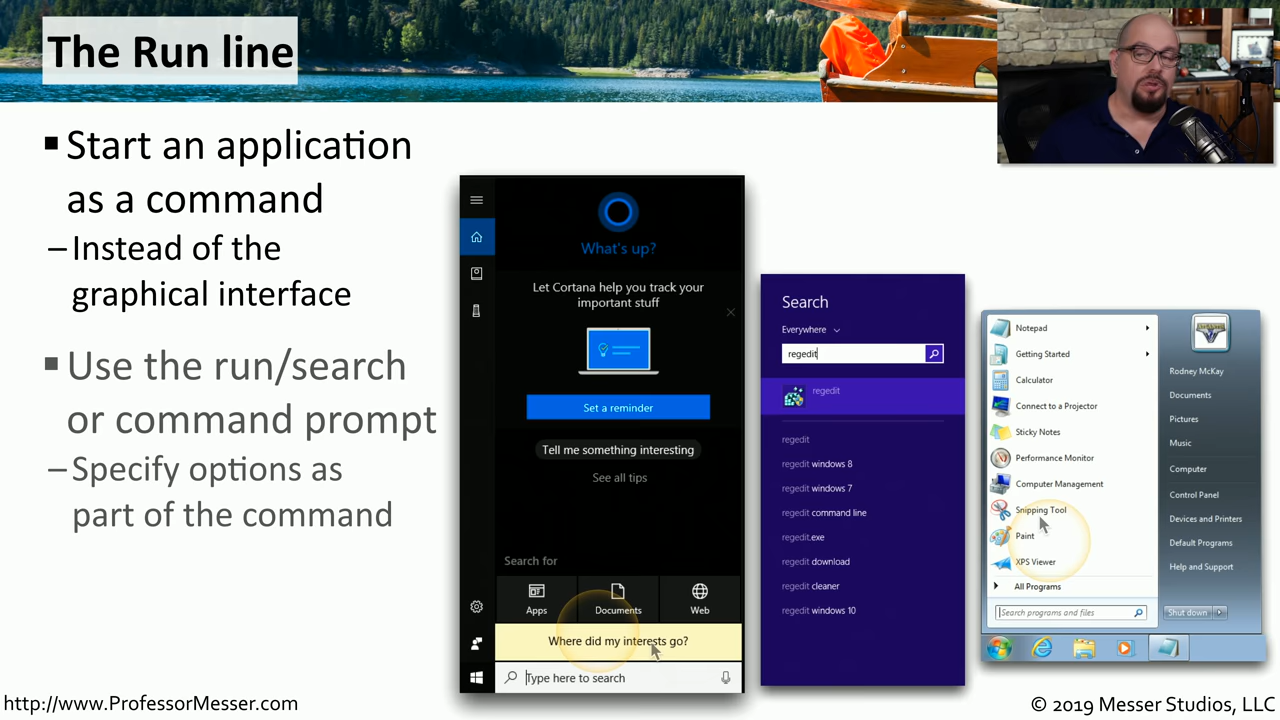 The Run line
Start an application
as a command
–Instead of the
graphical interface
Use the run/search
or command prompt
–Specify options as
part of the command
What's up?
Let Cortana help you track your
important stuff
Set a reminder
Tell me something interesting
See all tips
Search for
Apps
Documents
Web
Where did my interests go?
Type here to search
Search
Everywhere
regedit
regedit
regedit
regedit windows 8
regedit windows 7
regedit command line
regedit.exe
regedit download
regedit cleaner
regedit windows 10
Notepad
Getting Started
Calculator
Connect to a Projector
Sticky Notes
Performance Monitor
Computer Management
Snipping Tool
Paint
XPS Viewer
All Programs
Search programs and files
Rodney McKay
Documents
Pictures
Music
Computer
Control Panel
Devices and Printers
Default Programs
Help and Support
Shut down
http://www.ProfessorMesser.com
© 2019 Messer Studios, LLC